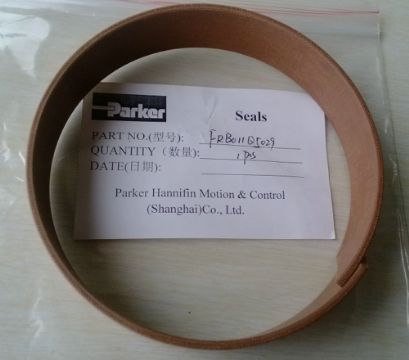 Parker
Seals
PART NO.(型号): FRB011Q5029
QUANTITY（数量): 1 pcs
DATE(日期):
Parker Hannifin Motion & Control
(Shanghai)Co., Ltd.